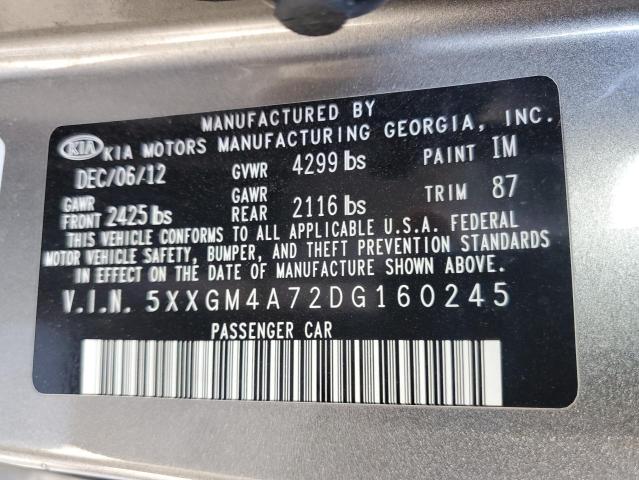 MANUFACTURED BY
KIA KIA MOTORS MANUFACTURING GEORGIA, INC.
DEC/06/12 GVWR 4299 lbs PAINT IM
GAWR FRONT 2425 lbs GAWR REAR 2116 lbs TRIM 87
THIS VEHICLE CONFORMS TO ALL APPLICABLE U.S.A. FEDERAL
MOTOR VEHICLE SAFETY, BUMPER, AND THEFT PREVENTION STANDARDS
IN EFFECT ON THE DATE OF MANUFACTURE SHOWN ABOVE.
V.I.N. 5XXGM4A72DG160245
PASSENGER CAR